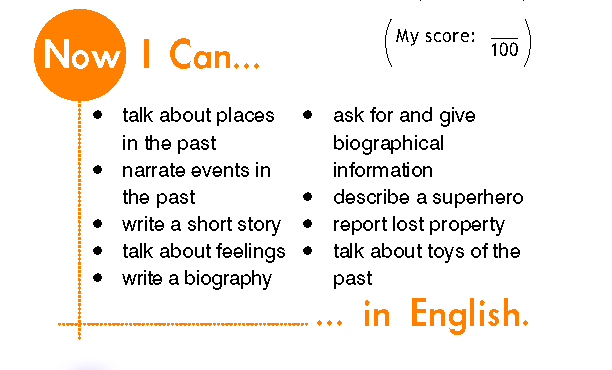 Now I Can...
(My score: /100)
• talk about places
in the past
• narrate events in
the past
• write a short story
• talk about feelings
• write a biography
• ask for and give
biographical
information
• describe a superhero
• report lost property
• talk about toys of the
past
... in English.